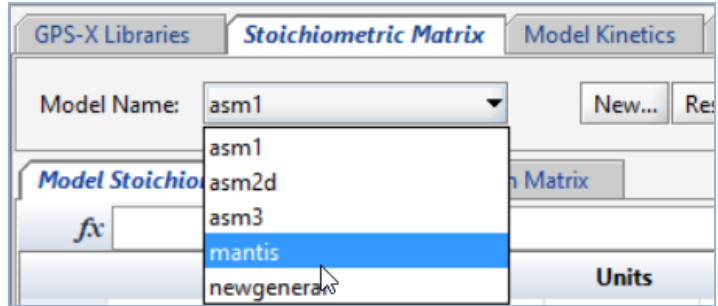 GPS-X Libraries Stoichiometric Matrix Model Kinetics
Model Name: asm1 New...
asm1
Model Stoichio asm2d Matrix
asm3
fx
mantis
newgeneral Units